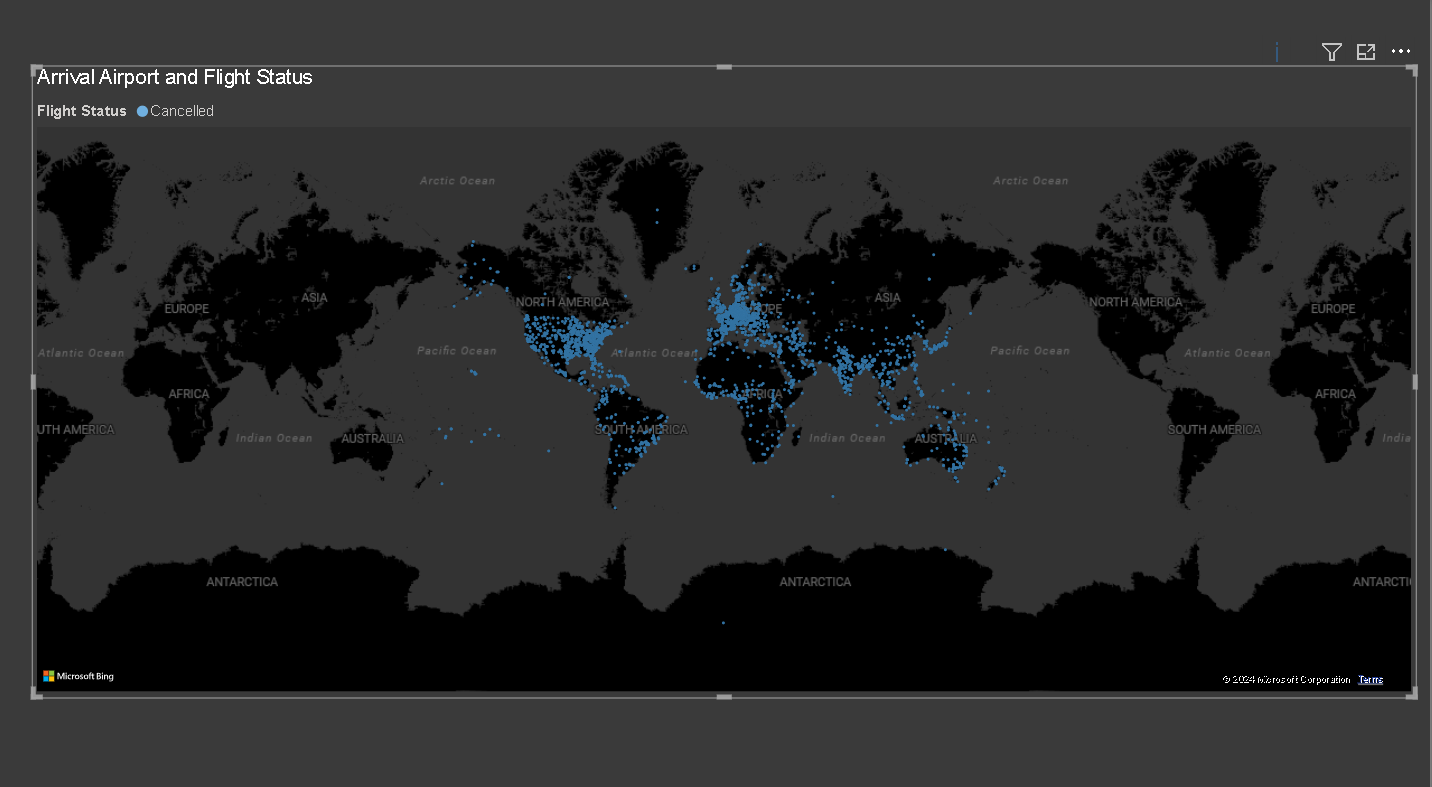 Arrival Airport and Flight Status
Flight Status Cancelled
Arctic Ocean Arctic Ocean
ASIA ASIA
NORTH AMERICA NORTH AMERICA
EUROPE OPE EUROPE
Atlantic Ocean Pacific Ocean Atlantic Ocean Pacific Ocean Atlantic Ocean
AFRICA AFRICA AFRICA
UTH AMERICA SOUTH AMERICA SOUTH AMERICA
Indian Ocean AUSTRALIA Indian Ocean AUSTRALIA India
ANTARCTICA ANTARCTICA ANTARCTI
Microsoft Bing
© 2024 Microsoft Corporation Terms